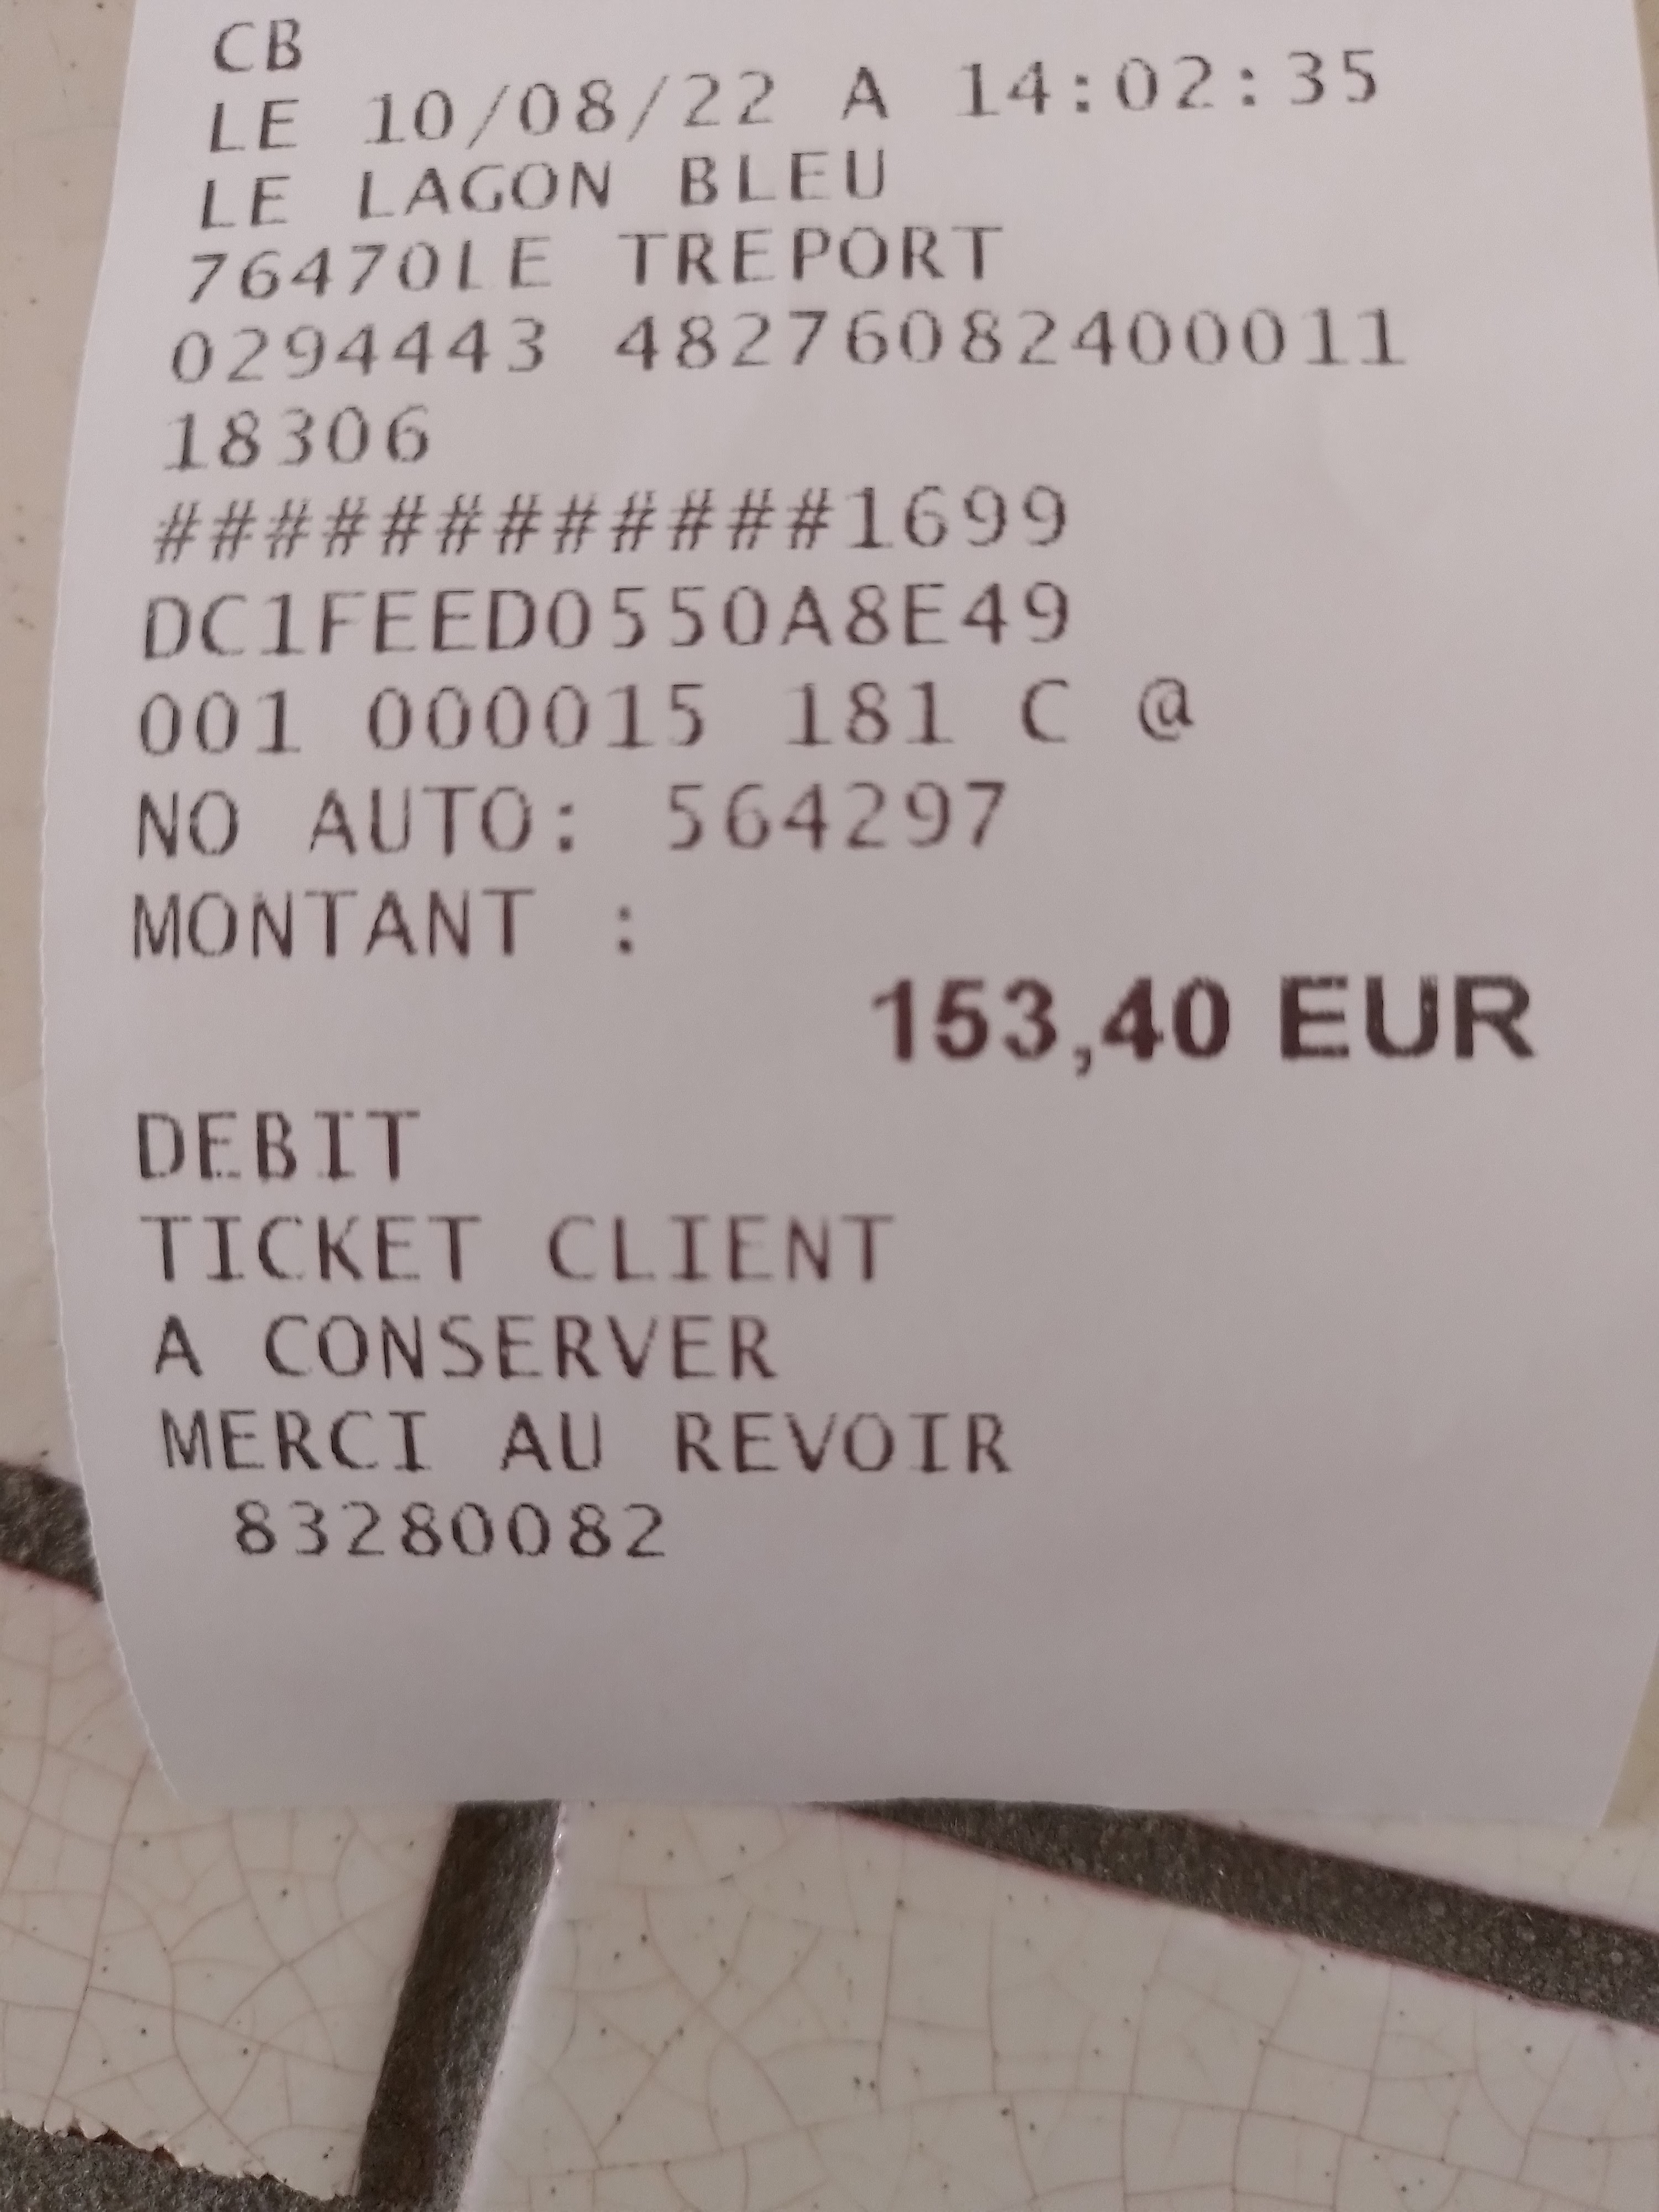 CB
LE 10/08/22 A 14:02:35
LE LAGON BLEU
76470LE TREPORT
0294443 48276082400011
18306
############1699
DC1FEED0550A8E49
001 000015 181 C @
NO AUTO: 564297
MONTANT :
153,40 EUR
DEBIT
TICKET CLIENT
A CONSERVER
MERCI AU REVOIR
83280082